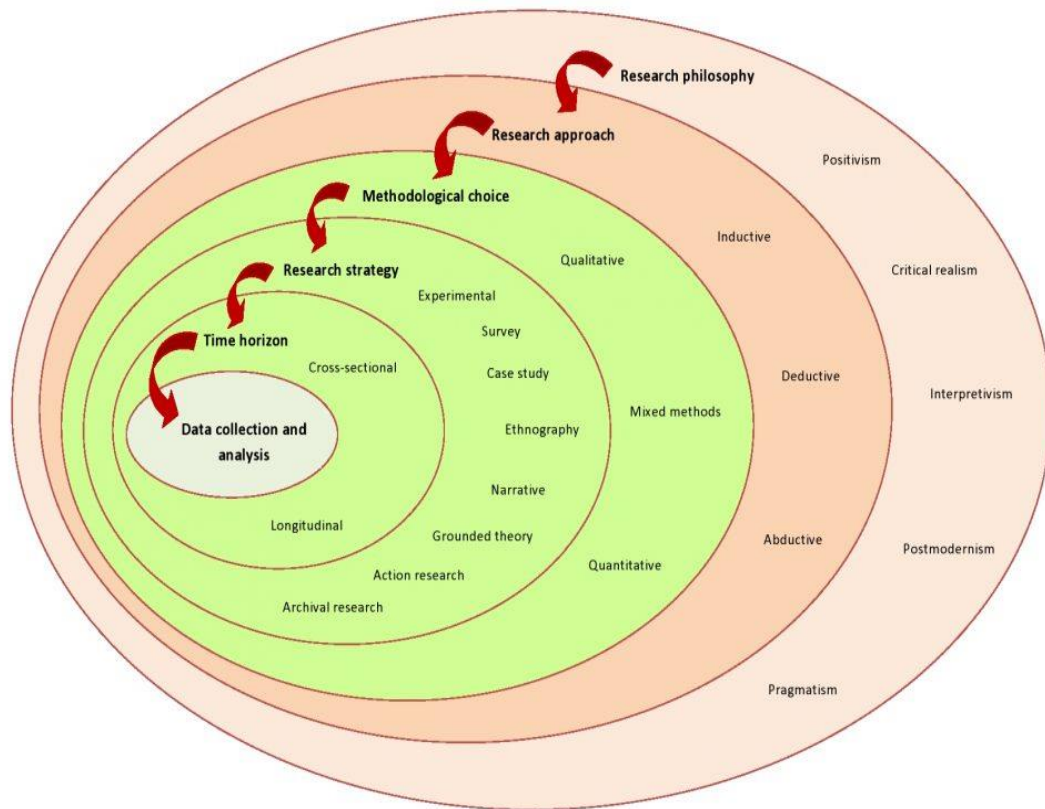 Research philosophy
Research approach
Methodological choice
Research strategy
Time horizon
Data collection and
analysis
Positivism
Critical realism
Interpretivism
Postmodernism
Pragmatism
Inductive
Deductive
Abductive
Qualitative
Mixed methods
Quantitative
Experimental
Survey
Case study
Ethnography
Narrative
Grounded theory
Action research
Archival research
Cross-sectional
Longitudinal